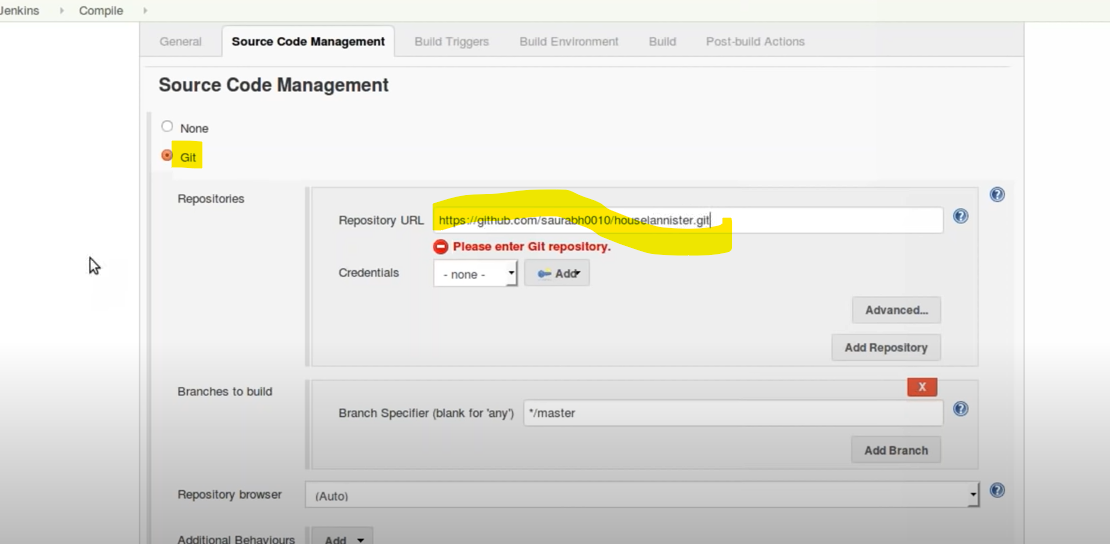 Jenkins Compile
General Source Code Management Build Triggers Build Environment Build Post-build Actions
Source Code Management
None
Git
Repositories
Repository URL https://github.com/saurabh0010/houselannister.git
Please enter Git repository.
Credentials - none - Add
Advanced...
Add Repository
Branches to build
X
Branch Specifier (blank for 'any') */master
Add Branch
Repository browser (Auto)
Additional Behaviours Add